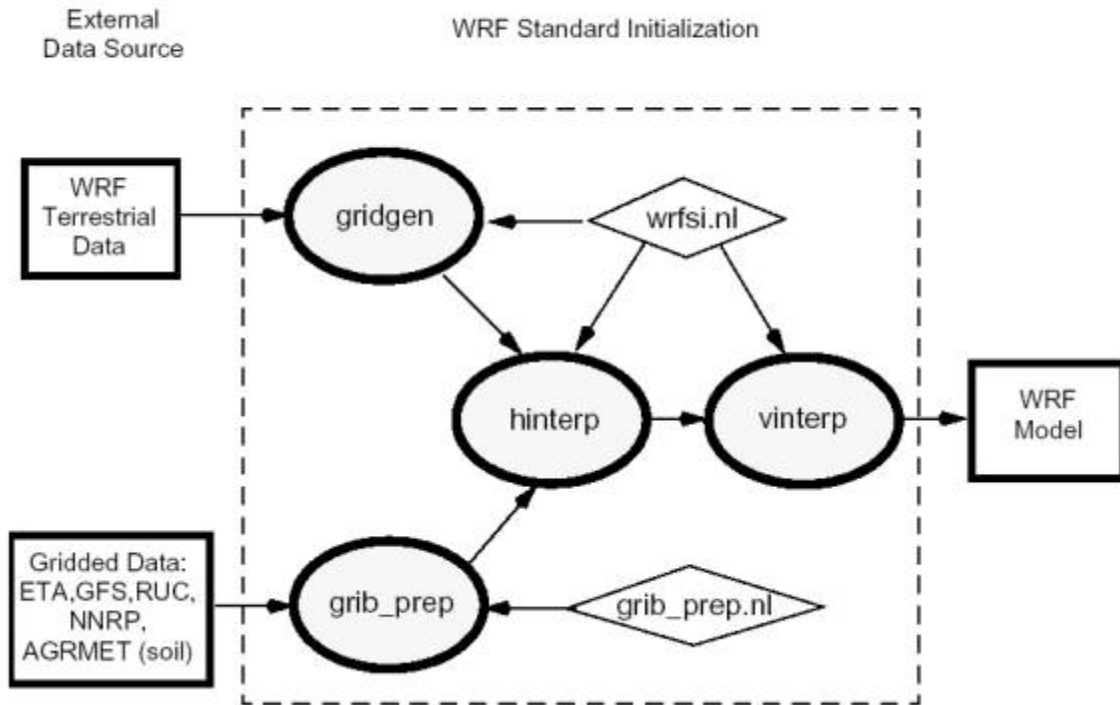 External
Data Source
WRF Standard Initialization
WRF
Terrestrial
Data
gridgen
wrfsi.nl
hinterp
vinterp
WRF
Model
Gridded Data:
ETA,GFS,RUC,
NNRP,
AGRMET (soil)
grib_prep
grib_prep.nl